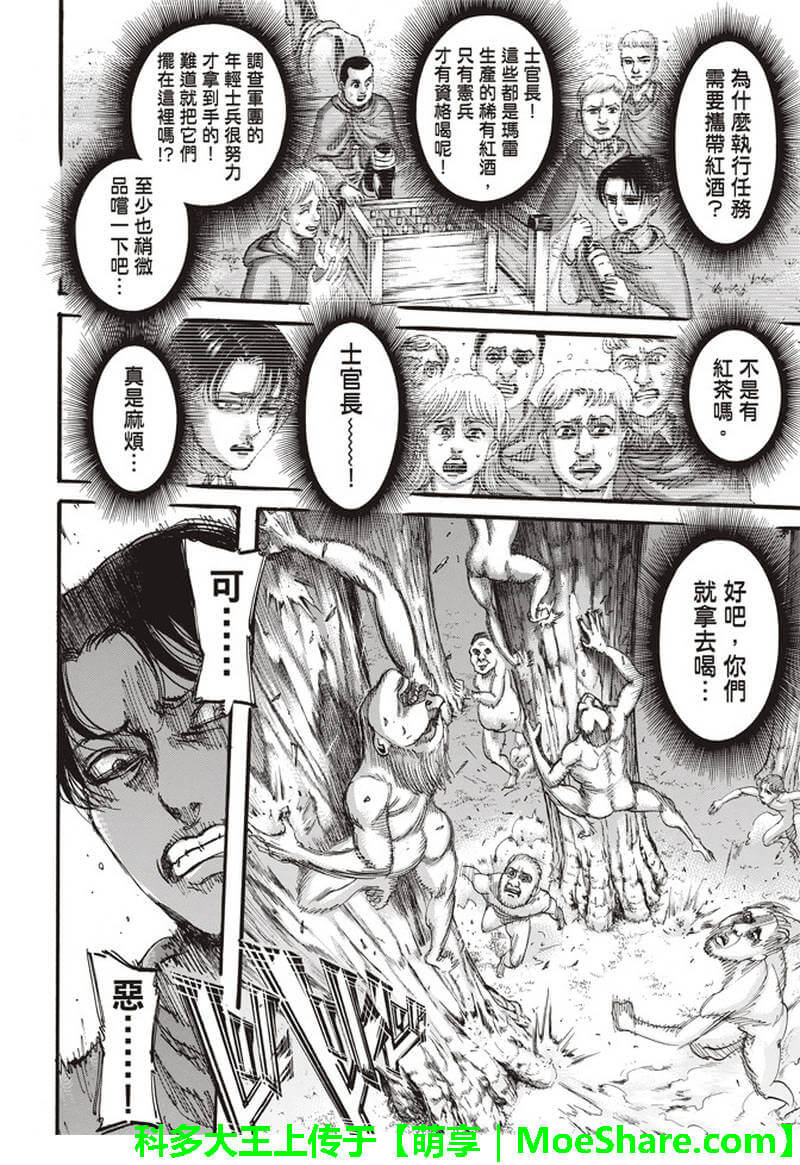 為什麼執行任務
需要攜帶紅酒？
士官長！
這些都是瑪雷
生產的稀有紅酒，
只有憲兵
才有資格喝呢！
調查軍團的
年輕士兵很努力
才拿到手的！
難道就把它們
擺在這裡嗎！？
至少也稍微
品嚐一下吧…
不是有
紅茶嗎。
士官長～～～！
真是麻煩…
好吧，你們
就拿去喝…
可……
惡……！
科多大王上传于【萌享】MoeShare.com】